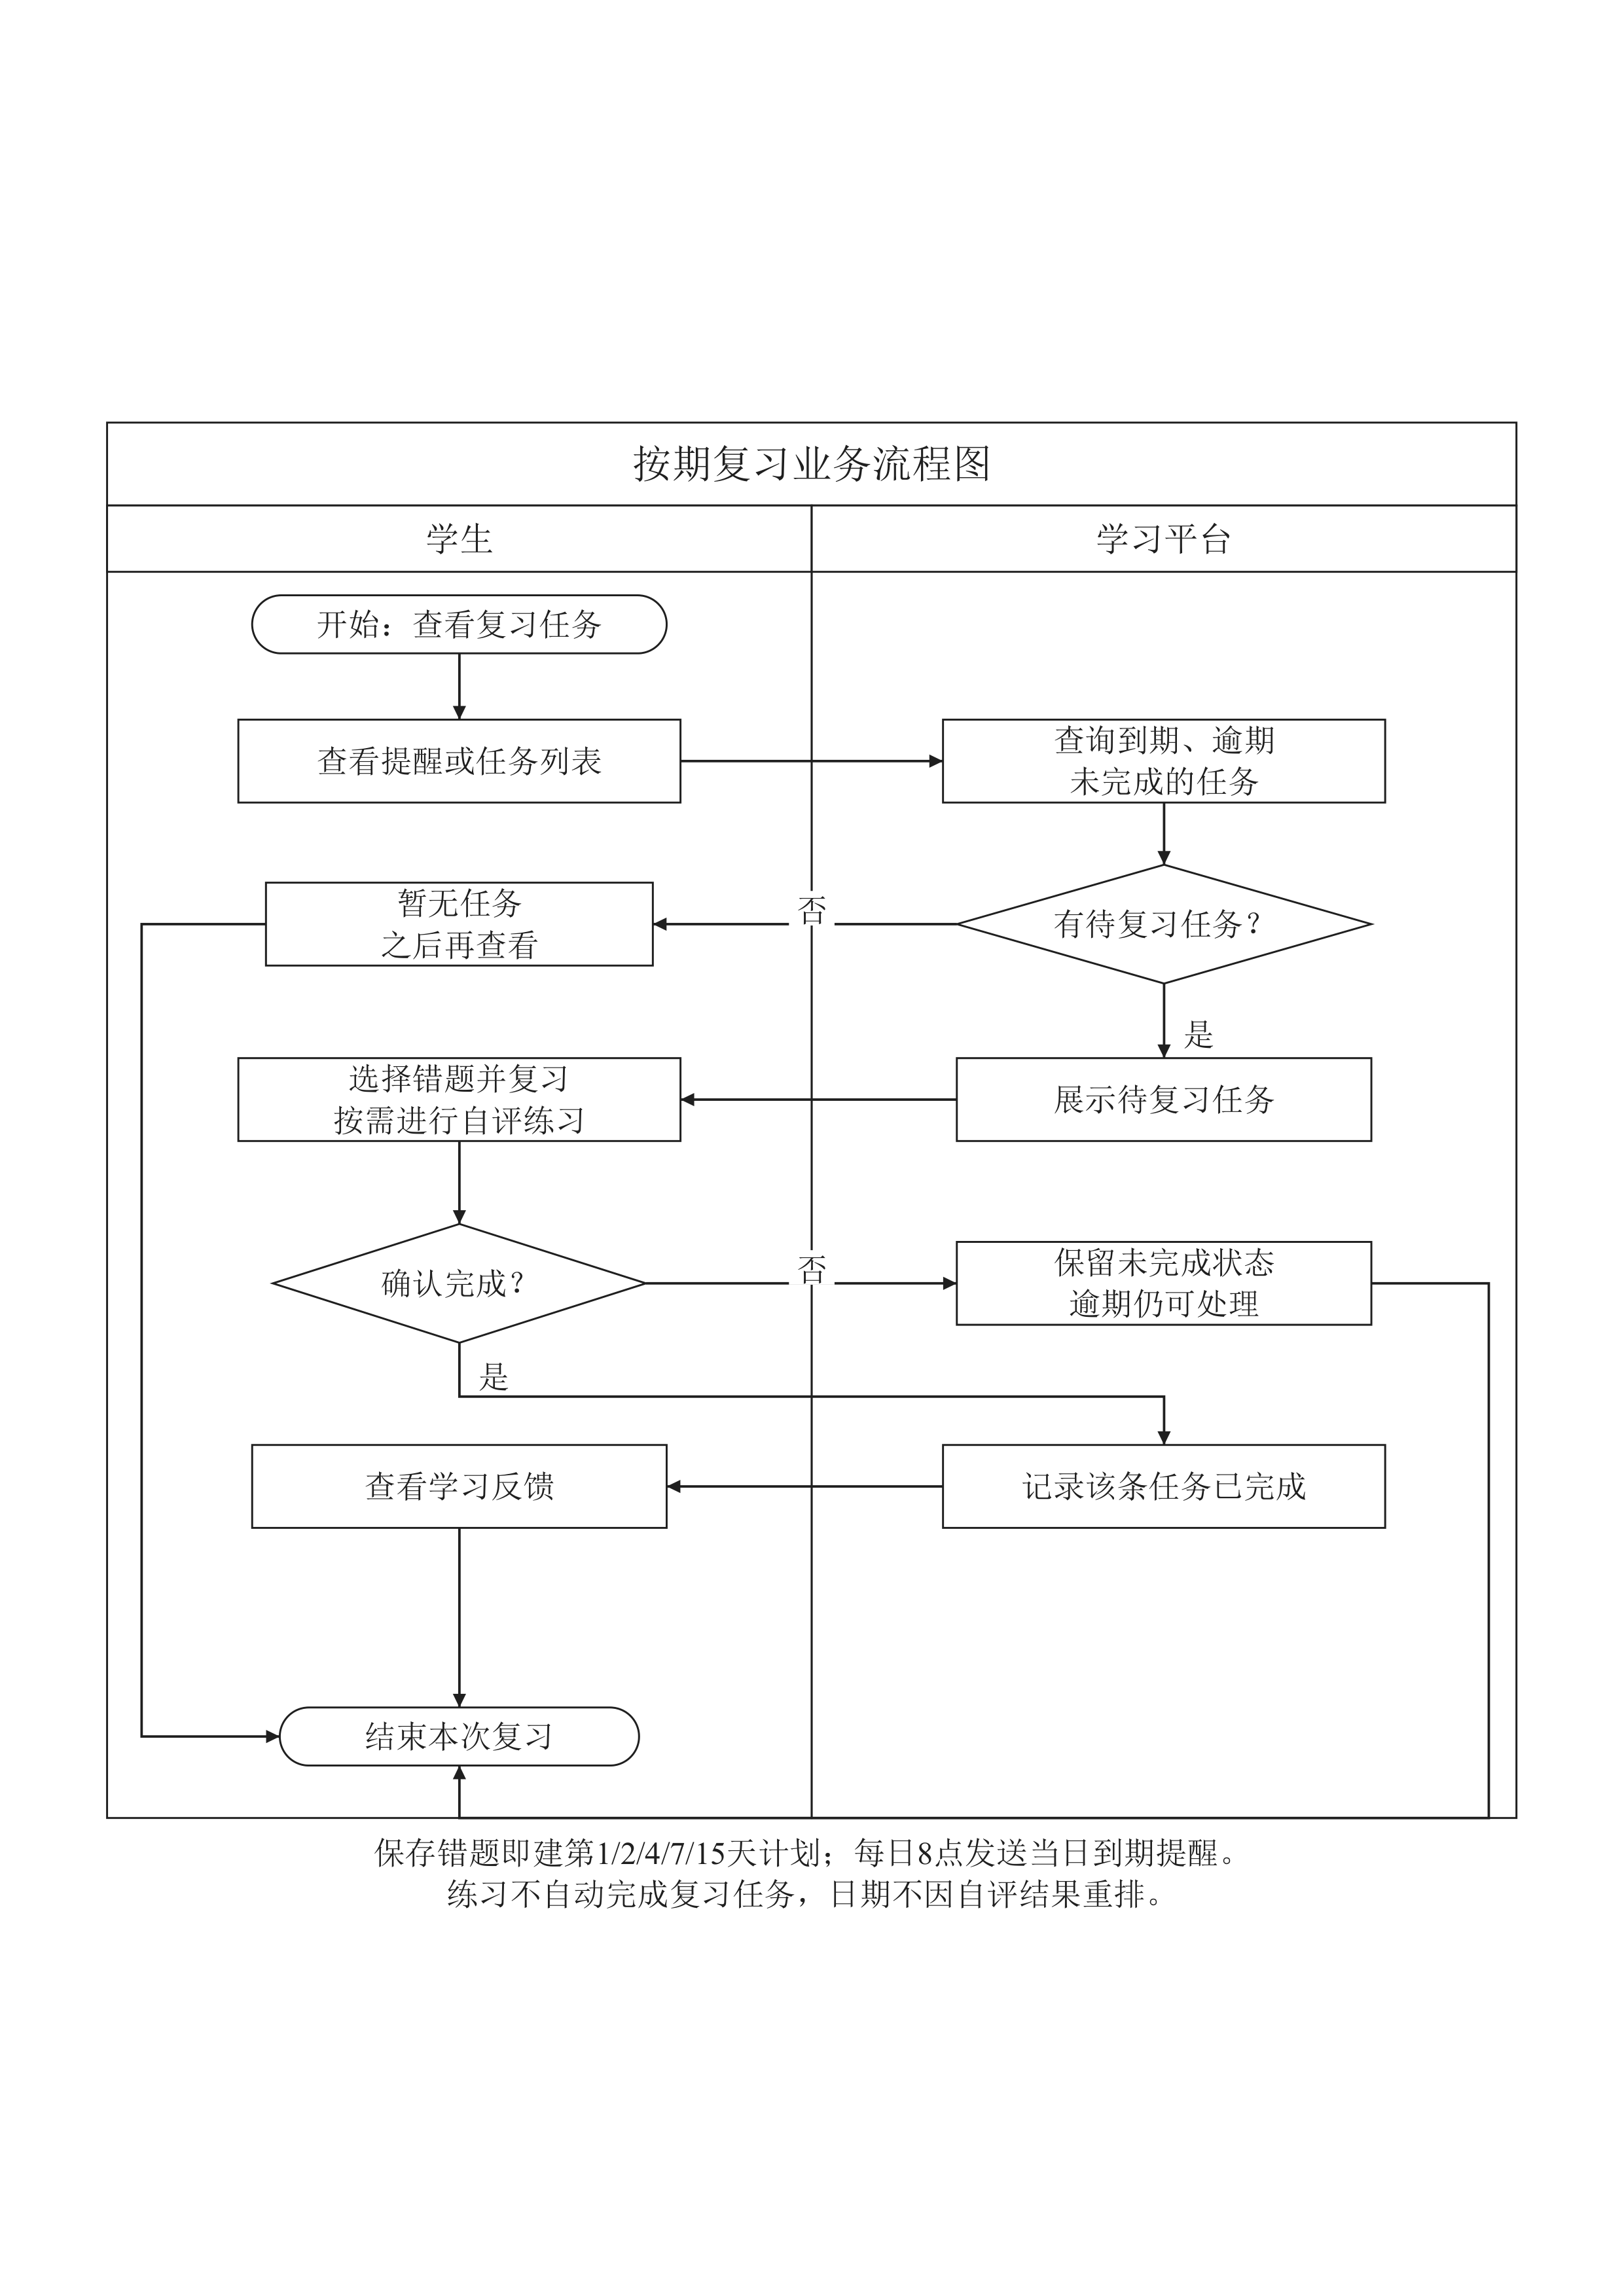 按期复习业务流程图
学生
学习平台
开始：查看复习任务
查看提醒或任务列表
查询到期、逾期
未完成的任务
暂无任务
之后再查看
否
有待复习任务？
是
选择错题并复习
按需进行自评练习
展示待复习任务
确认完成？
否
保留未完成状态
逾期仍可处理
是
查看学习反馈
记录该条任务已完成
结束本次复习
保存错题即建第1/2/4/7/15天计划；每日8点发送当日到期提醒。
练习不自动完成复习任务，日期不因自评结果重排。